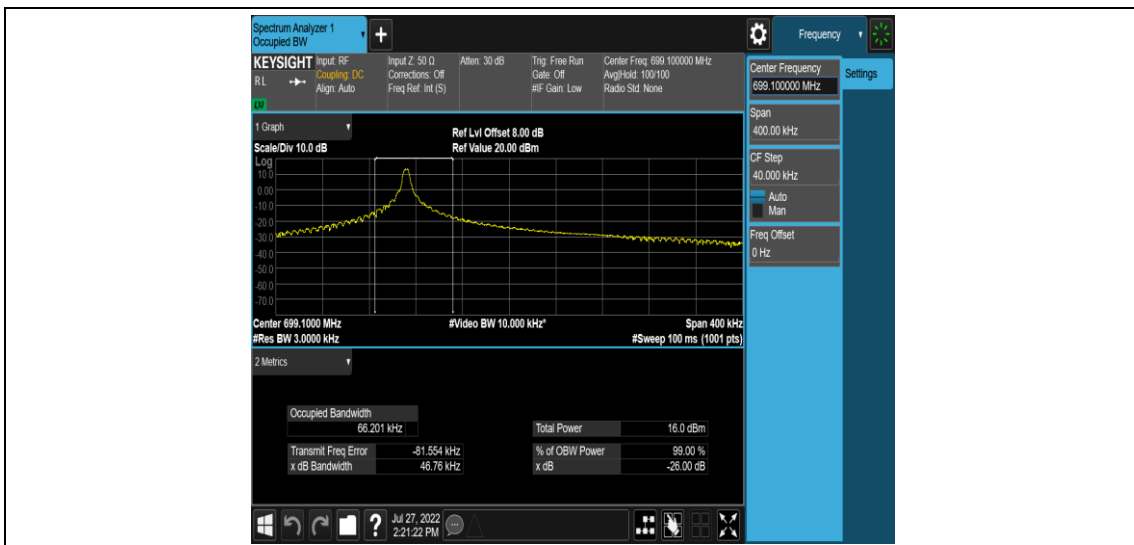 Spectrum Analyzer 1
Occupied BW
+
Frequency
KEYSIGHT Input: RF Input Z: 50 Ω Atten: 30 dB Trig: Free Run Center Freq: 699.100000 MHz
RL Coupling: DC Corrections: Off Gate: Off Avg|Hold: 100/100
Align: Auto Freq Ref: Int (S) #IF Gain: Low Radio Std: None
LXI
Center Frequency
699.100000 MHz
Settings
Span
400.00 kHz
CF Step
40.000 kHz
Auto
Man
Freq Offset
0 Hz
1 Graph
Ref Lvl Offset 8.00 dB
Scale/Div 10.0 dB Ref Value 20.00 dBm
Log
10.0
0.00
-10.0
-20.0
-30.0
-40.0
-50.0
-60.0
-70.0
Center 699.1000 MHz #Video BW 10.000 kHz* Span 400 kHz
#Res BW 3.0000 kHz #Sweep 100 ms (1001 pts)
2 Metrics
Occupied Bandwidth
66.201 kHz Total Power 16.0 dBm
Transmit Freq Error -81.554 kHz % of OBW Power 99.00 %
x dB Bandwidth 46.76 kHz x dB -26.00 dB
? Jul 27, 2022
2:21:22 PM